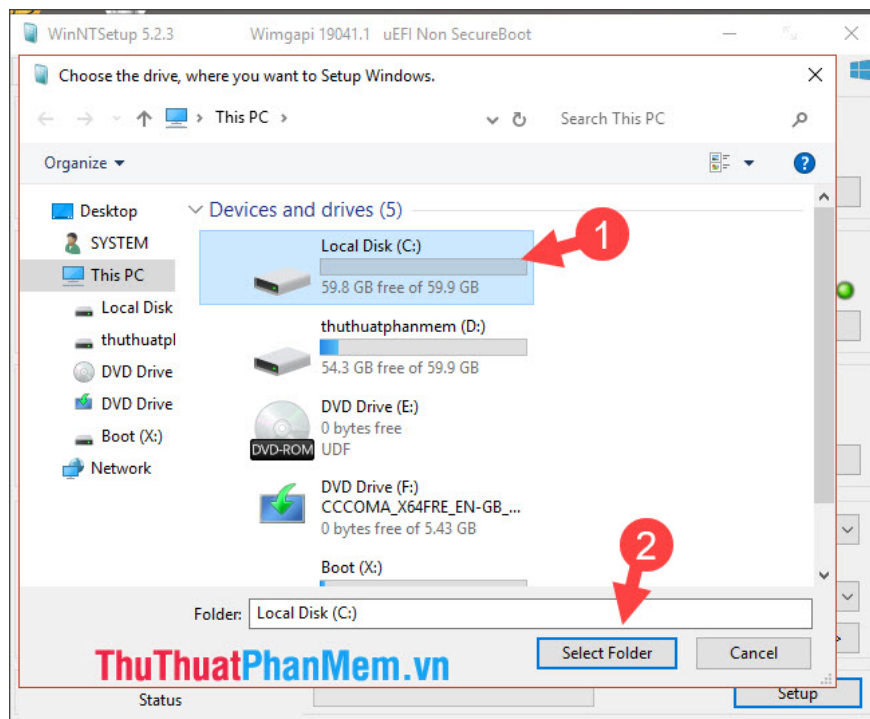 WinNTSetup 5.2.3 Wimgapi 19041.1 uEFI Non SecureBoot
Choose the drive, where you want to Setup Windows.
This PC
Search This PC
Organize
Desktop
SYSTEM
This PC
Local Disk
thuthuatpl
DVD Drive
DVD Drive
Boot (X:)
Network
Devices and drives (5)
Local Disk (C:)
59.8 GB free of 59.9 GB
1
thuthuatphanmem (D:)
54.3 GB free of 59.9 GB
DVD Drive (E:)
0 bytes free
DVD-ROM UDF
DVD Drive (F:)
CCCOMA_X64FRE_EN-GB_...
0 bytes free of 5.43 GB
Boot (X:)
2
Folder: Local Disk (C:)
Select Folder Cancel
ThuThuatPhanMem.vn
Status Setup